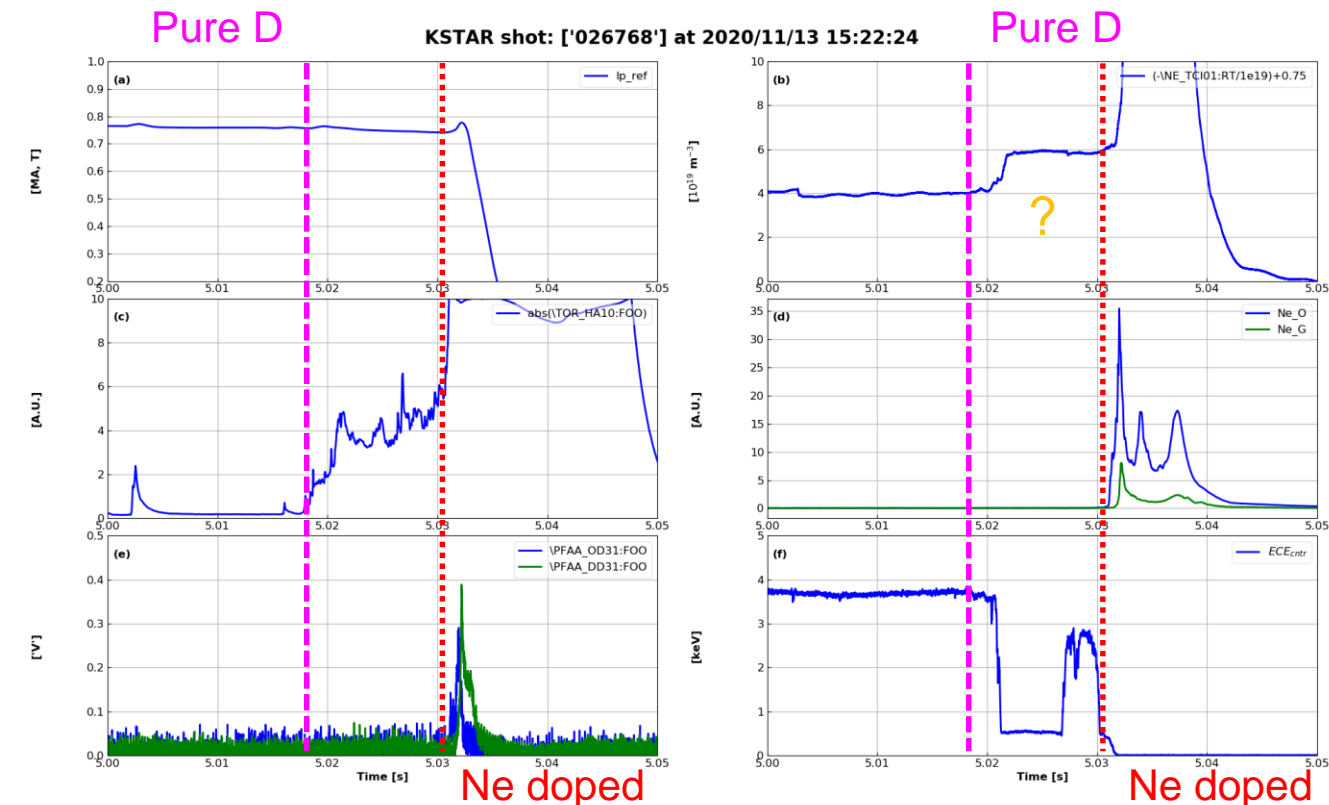 Pure D
Pure D
KSTAR shot: ['026768'] at 2020/11/13 15:22:24
(a)
Ip_ref
1.0
0.9
0.8
0.7
0.6
0.5
0.4
0.3
0.2
[MA, T]
5.00 5.01 5.02 5.03 5.04 5.05
(b)
(-\NE_TCI01:RT/1e19)+0.75
10
8
6
4
2
0
[10¹⁹ m⁻³]
?
5.00 5.01 5.02 5.03 5.04 5.05
(c)
abs(\TOR_HA10:FOO)
10
8
6
4
2
0
[A.U.]
5.00 5.01 5.02 5.03 5.04 5.05
(d)
Ne_O
Ne_G
35
30
25
20
15
10
5
0
[A.U.]
5.00 5.01 5.02 5.03 5.04 5.05
(e)
\PFAA_OD31:FOO
\PFAA_DD31:FOO
0.5
0.4
0.3
0.2
0.1
0.0
['V']
5.00 5.01 5.02 5.03 5.04 5.05
Time [s]
Ne doped
(f)
ECE_cntr
5
4
3
2
1
0
[keV]
5.00 5.01 5.02 5.03 5.04 5.05
Time [s]
Ne doped